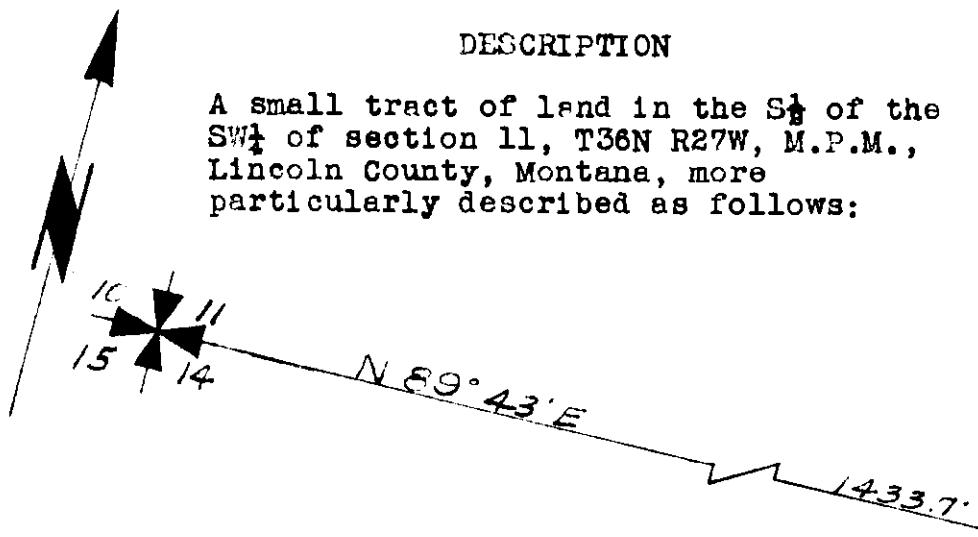 DESCRIPTION
A small tract of land in the S½ of the
SW¼ of section 11, T36N R27W, M.P.M.,
Lincoln County, Montana, more
particularly described as follows:
N
10 11
15 14
N 89° 43' E
1433.7'